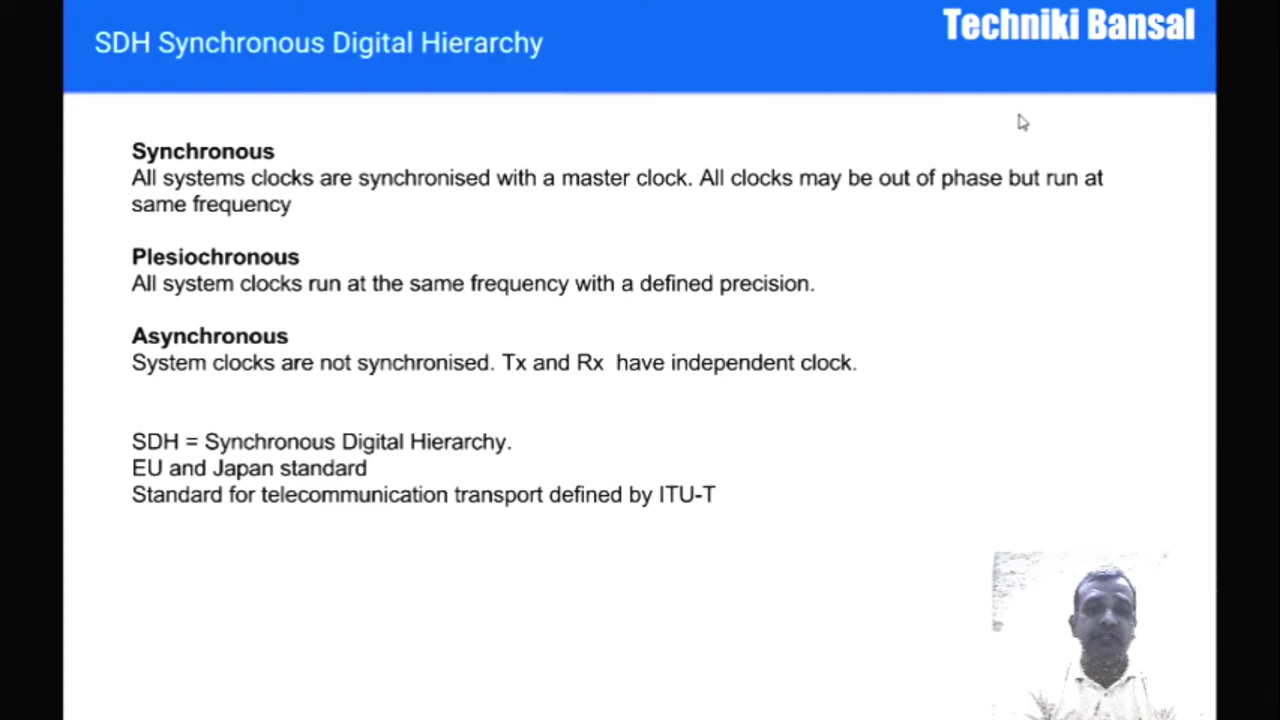 SDH Synchronous Digital Hierarchy
Techniki Bansal
Synchronous
All systems clocks are synchronised with a master clock. All clocks may be out of phase but run at
same frequency
Plesiochronous
All system clocks run at the same frequency with a defined precision.
Asynchronous
System clocks are not synchronised. Tx and Rx have independent clock.
SDH = Synchronous Digital Hierarchy.
EU and Japan standard
Standard for telecommunication transport defined by ITU-T